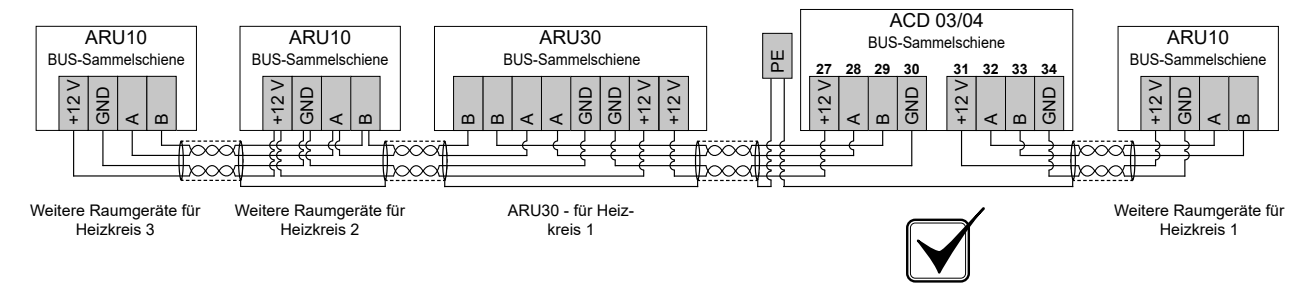 ARU10
BUS-Sammelschiene
+12 V
GND
A
B
Weitere Raumgeräte für
Heizkreis 3
ARU10
BUS-Sammelschiene
+12 V
GND
A
B
Weitere Raumgeräte für
Heizkreis 2
ARU30
BUS-Sammelschiene
B
B
A
A
GND
GND
+12 V
+12 V
ARU30 - für Heiz-
kreis 1
PE
ACD 03/04
BUS-Sammelschiene
27 28 29 30 31 32 33 34
+12 V
A
B
GND
+12 V
A
B
GND
ARU10
BUS-Sammelschiene
+12 V
GND
A
B
Weitere Raumgeräte für
Heizkreis 1